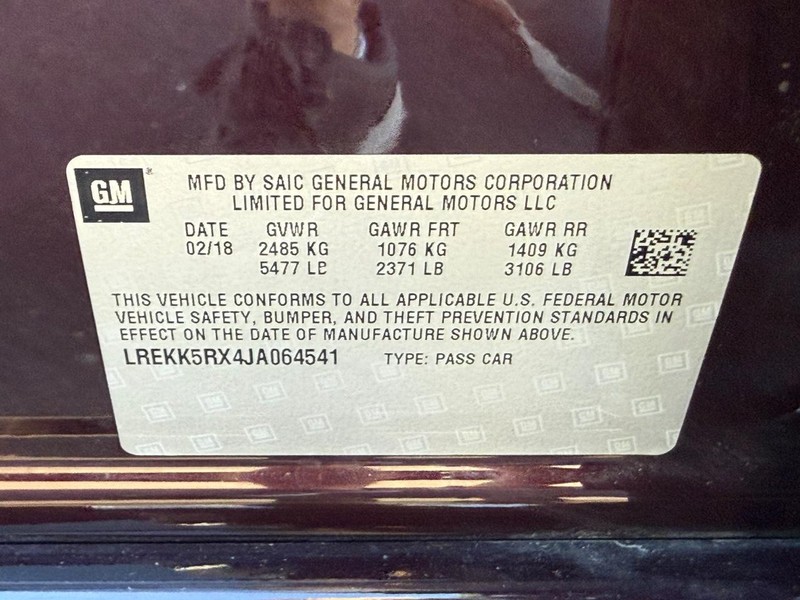 GM
MFD BY SAIC GENERAL MOTORS CORPORATION
LIMITED FOR GENERAL MOTORS LLC
DATE GVWR GAWR FRT GAWR RR
02/18 2485 KG 1076 KG 1409 KG
5477 LB 2371 LB 3106 LB
THIS VEHICLE CONFORMS TO ALL APPLICABLE U.S. FEDERAL MOTOR
VEHICLE SAFETY, BUMPER, AND THEFT PREVENTION STANDARDS IN
EFFECT ON THE DATE OF MANUFACTURE SHOWN ABOVE.
LREKK5RX4JA064541 TYPE: PASS CAR